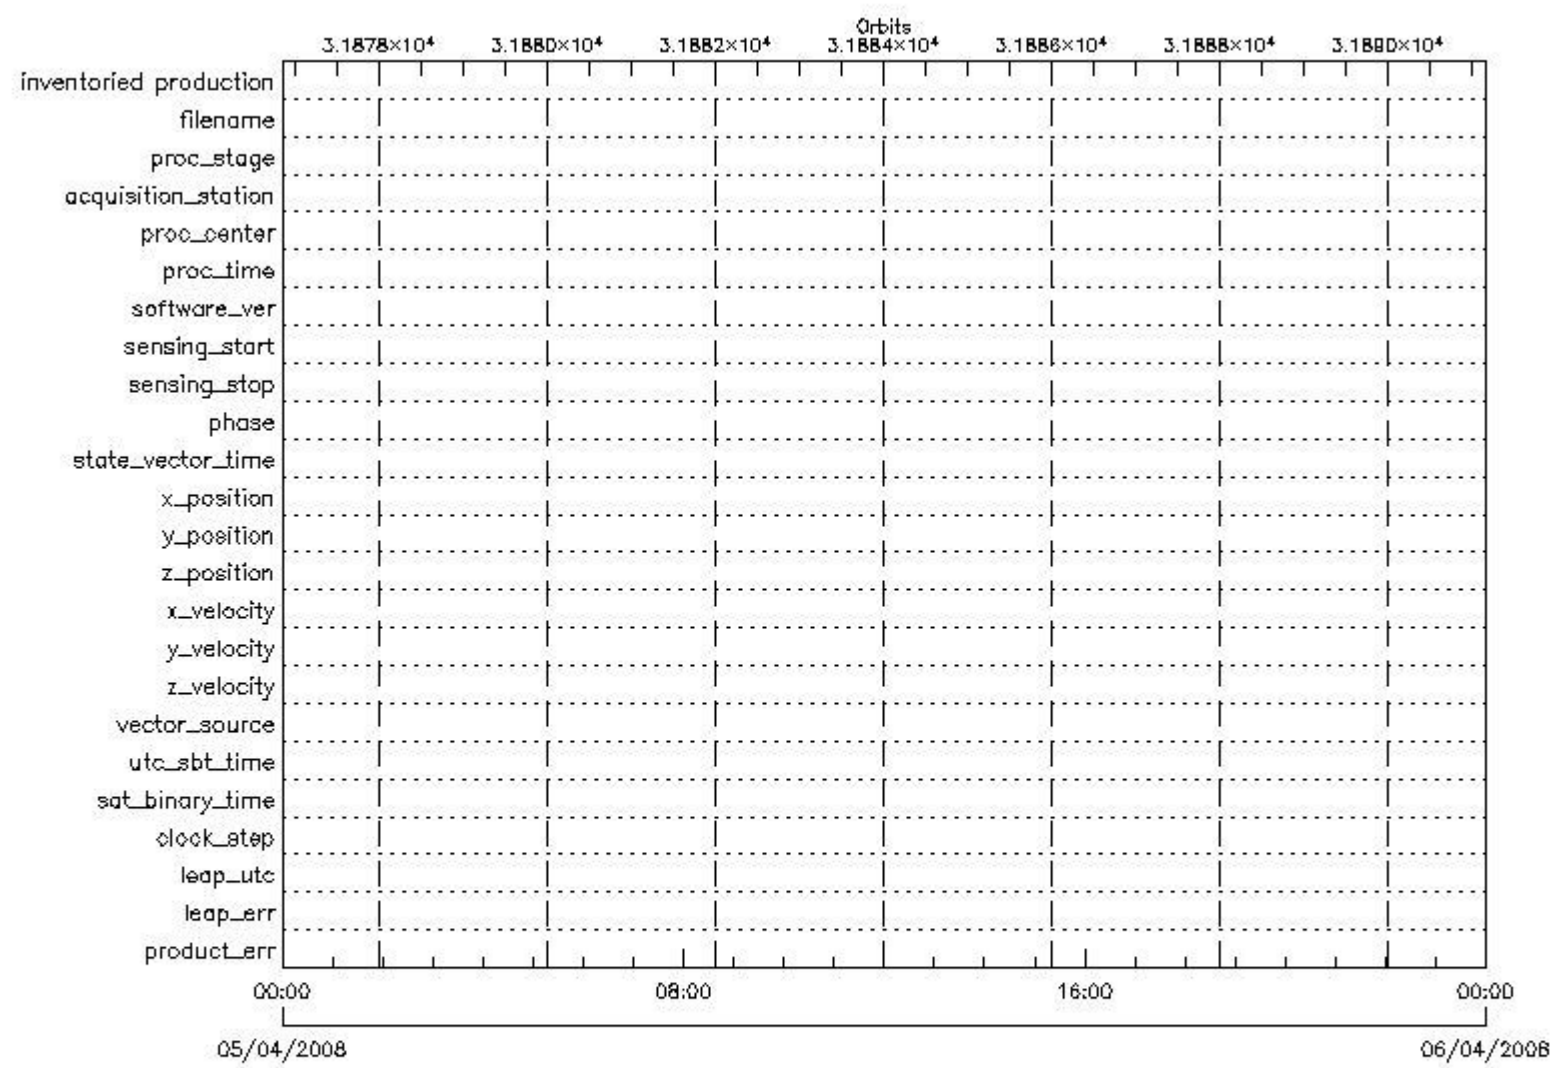 Orbits
3.1878×10⁴ 3.1880×10⁴ 3.1882×10⁴ 3.1884×10⁴ 3.1886×10⁴ 3.1888×10⁴ 3.1890×10⁴
inventoried production
filename
proc_stage
acquisition_station
proc_center
proc_time
software_ver
sensing_start
sensing_stop
phase
state_vector_time
x_position
y_position
z_position
x_velocity
y_velocity
z_velocity
vector_source
utc_sbt_time
sat_binary_time
clock_step
leap_utc
leap_err
product_err
00:00 08:00 16:00 00:00
05/04/2008 06/04/2008